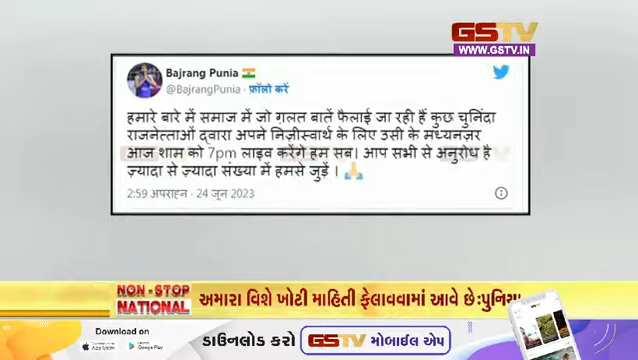 GSTV
WWW.GSTV.IN
Bajrang Punia
@BajrangPunia · फ़ॉलो करें
हमारे बारे में समाज में जो ग़लत बातें फैलाई जा रही हैं कुछ चुनिंदा
राजनेत्ताओं द्वारा अपने निज़ीस्वार्थ के लिए उसी के मध्यनज़र
आज शाम को 7pm लाइव करेंगे हम सब। आप सभी से अनुरोध है
ज़्यादा से ज़्यादा संख्या में हमसे जुड़ें । 🙏
2:59 अपराह्न · 24 जून 2023
NON-STOP
NATIONAL
અમારા વિશે ખોટી માહિતી ફેલાવવામાં આવે છે:પુનિયા
Download on
App Store
Google Play
ડાઉનલોડ કરો GSTV મોબાઈલ એપ